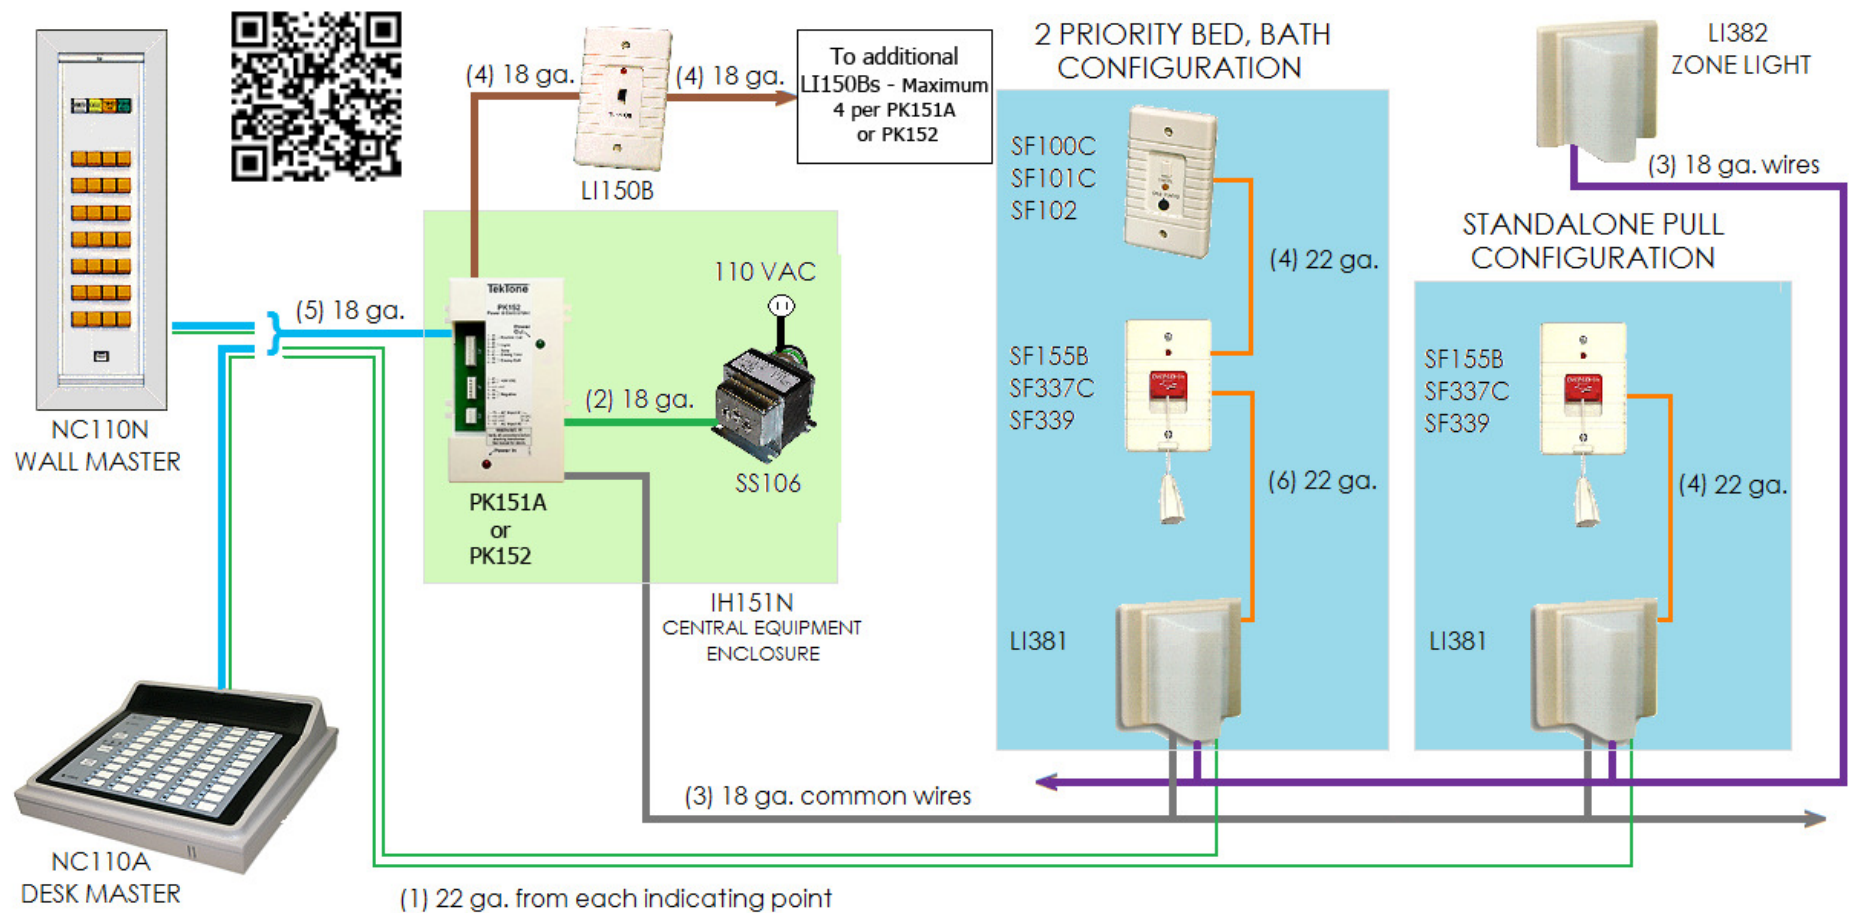 NC110N
WALL MASTER
NC110A
DESK MASTER
(5) 18 ga.
(4) 18 ga.
LI150B
(4) 18 ga.
To additional
LI150Bs - Maximum
4 per PK151A
or PK152
TekTone
PK152
110 VAC
(2) 18 ga.
SS106
Power In
PK151A
or
PK152
IH151N
CENTRAL EQUIPMENT
ENCLOSURE
(3) 18 ga. common wires
(1) 22 ga. from each indicating point
2 PRIORITY BED, BATH
CONFIGURATION
SF100C
SF101C
SF102
(4) 22 ga.
SF155B
SF337C
SF339
(6) 22 ga.
LI381
LI382
ZONE LIGHT
(3) 18 ga. wires
STANDALONE PULL
CONFIGURATION
SF155B
SF337C
SF339
(4) 22 ga.
LI381